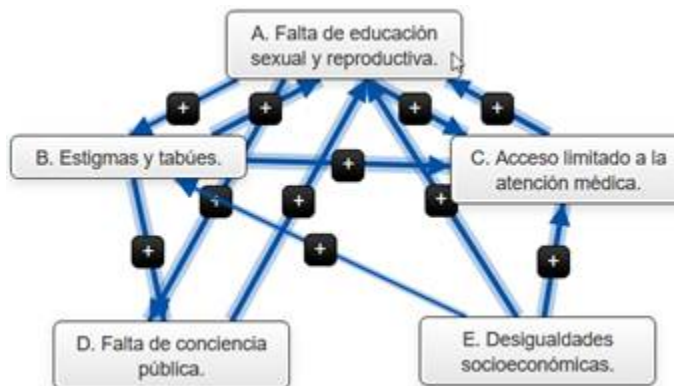 A. Falta de educación
sexual y reproductiva.
+
+
+
+
B. Estigmas y tabúes.
+
C. Acceso limitado a la
atención médica.
+
+
+
+
+
+
D. Falta de conciencia
pública.
E. Desigualdades
socioeconómicas.